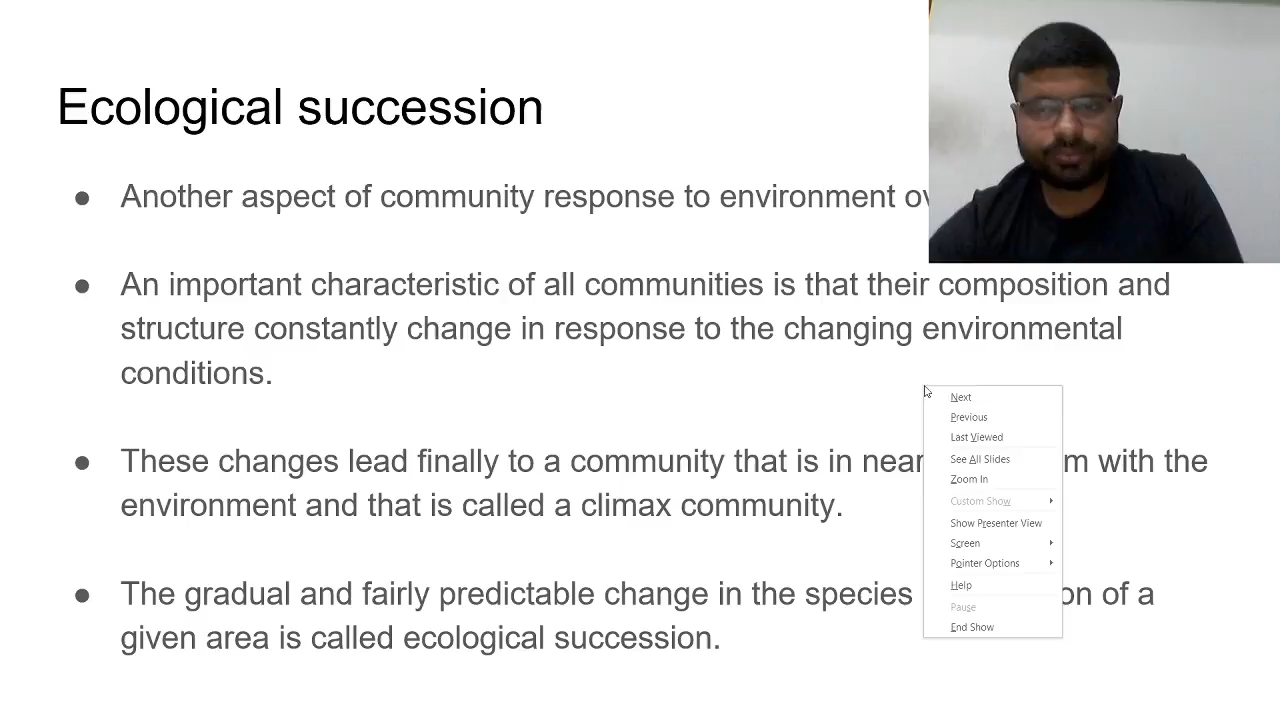 Ecological succession
● Another aspect of community response to environment
● An important characteristic of all communities is that their composition and
structure constantly change in response to the changing environmental
conditions.
● These changes lead finally to a community that is in near m with the
environment and that is called a climax community.
● The gradual and fairly predictable change in the species on of a
given area is called ecological succession.
Next
Previous
Last Viewed
See All Slides
Zoom In
Custom Show
Show Presenter View
Screen
Pointer Options
Help
Pause
End Show